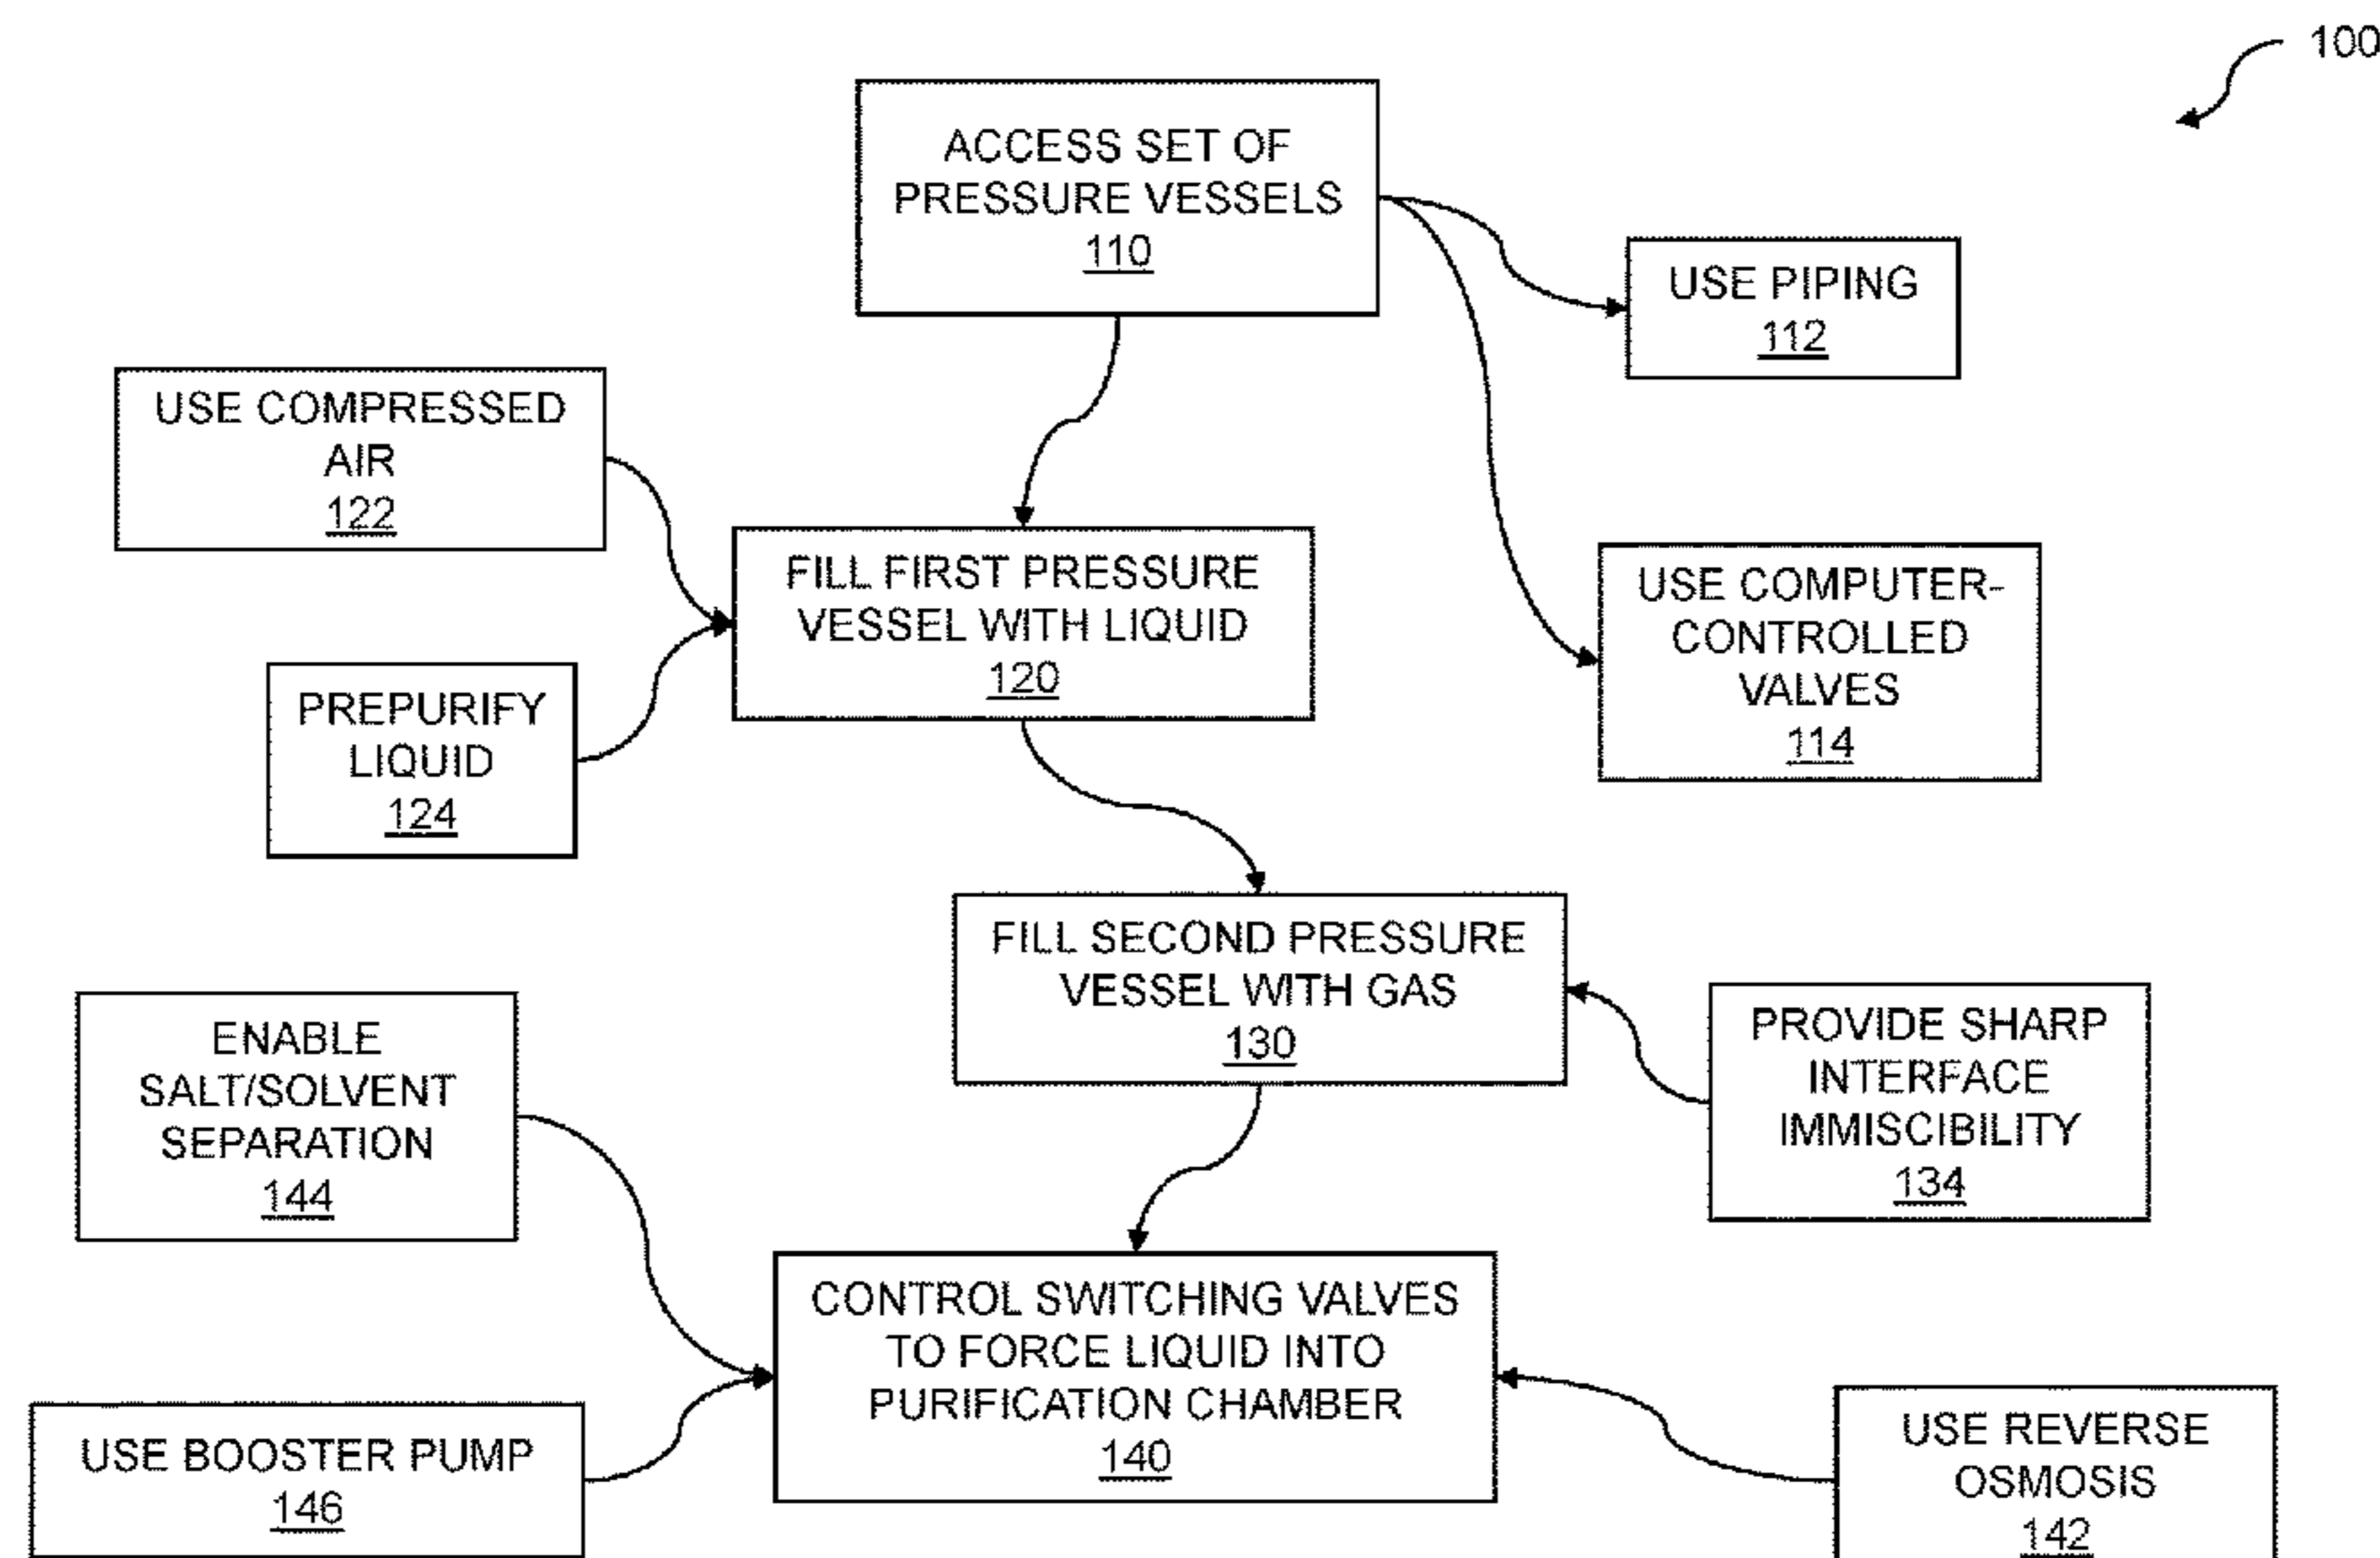 100
ACCESS SET OF
PRESSURE VESSELS
110
USE PIPING
112
USE COMPRESSED
AIR
122
FILL FIRST PRESSURE
VESSEL WITH LIQUID
120
USE COMPUTER-
CONTROLLED
VALVES
114
PREPURIFY
LIQUID
124
FILL SECOND PRESSURE
VESSEL WITH GAS
130
PROVIDE SHARP
INTERFACE
IMMISCIBILITY
134
ENABLE
SALT/SOLVENT
SEPARATION
144
CONTROL SWITCHING VALVES
TO FORCE LIQUID INTO
PURIFICATION CHAMBER
140
USE BOOSTER PUMP
146
USE REVERSE
OSMOSIS
142